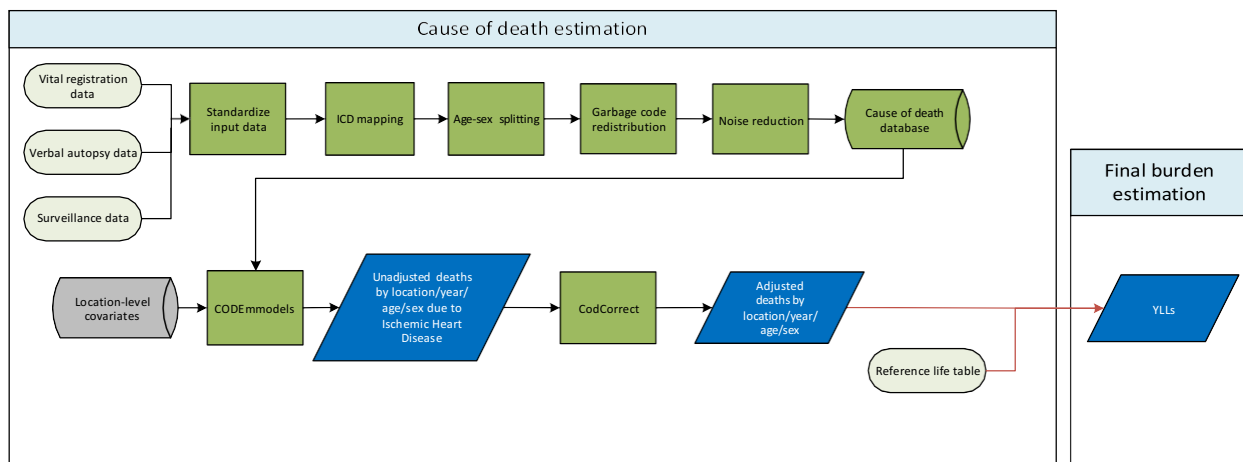 Cause of death estimation
Vital registration
data
Verbal autopsy data
Surveillance data
Standardize
input data
ICD mapping
Age-sex splitting
Garbage code
redistribution
Noise reduction
Cause of death
database
Final burden
estimation
Location-level
covariates
CODEmmodels
Unadjusted deaths
by location/year/
age/sex due to
Ischemic Heart
Disease
CodCorrect
Adjusted
deaths by
location/year/
age/sex
Reference life table
YLLs